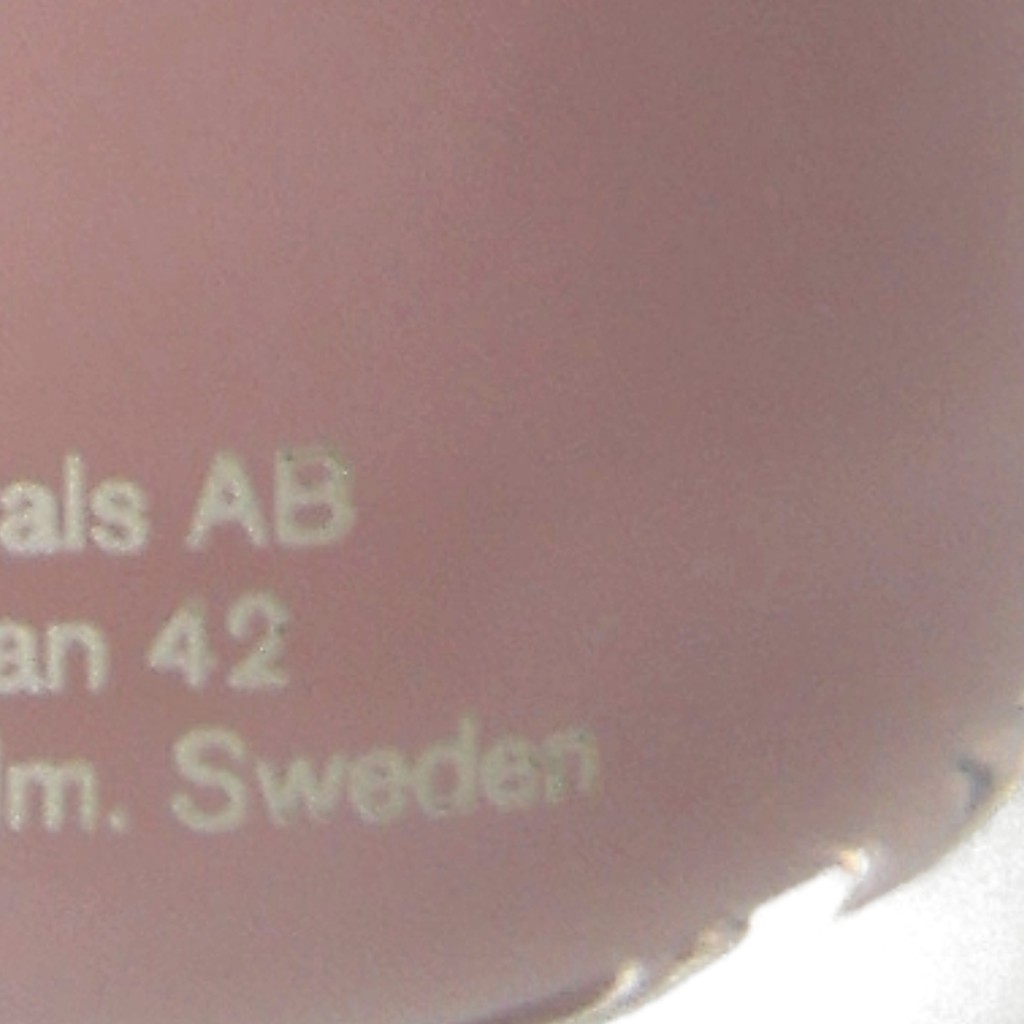 als AB
an 42
lm. Sweden